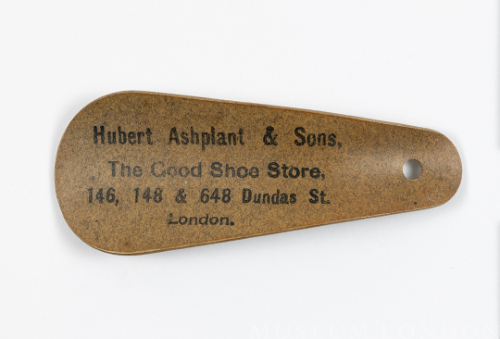 Hubert Ashplant & Sons,
The Good Shoe Store,
146, 148 & 648 Dundas St.
London.